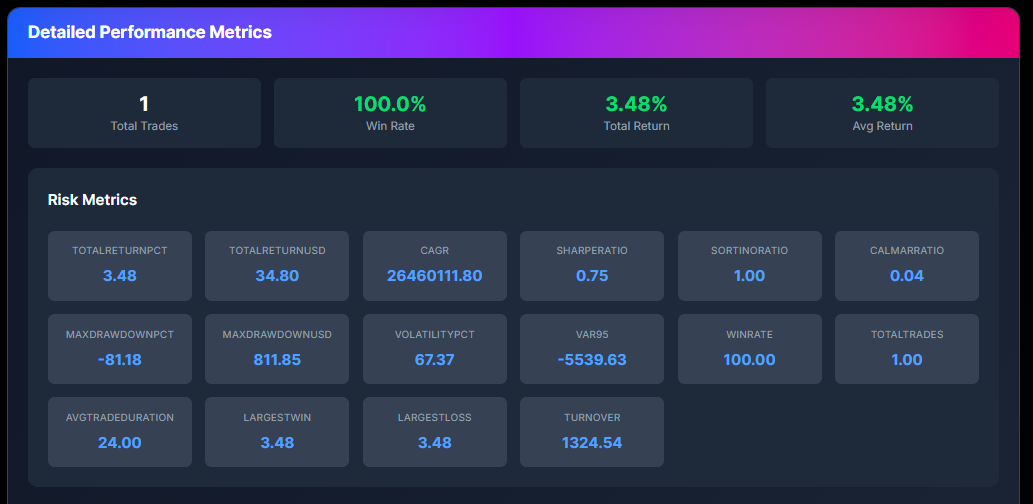 Detailed Performance Metrics
1 100.0% 3.48% 3.48%
Total Trades Win Rate Total Return Avg Return
Risk Metrics
TOTALRETURNPCT TOTALRETURNUSD CAGR SHARPERATIO SORTINORATIO CALMARRATIO
3.48 34.80 26460111.80 0.75 1.00 0.04
MAXDRAWDOWNPCT MAXDRAWDOWNUSD VOLATILITYPCT VAR95 WINRATE TOTALTRADES
-81.18 811.85 67.37 -5539.63 100.00 1.00
AVGTRADEDURATION LARGESTWIN LARGESTLOSS TURNOVER
24.00 3.48 3.48 1324.54